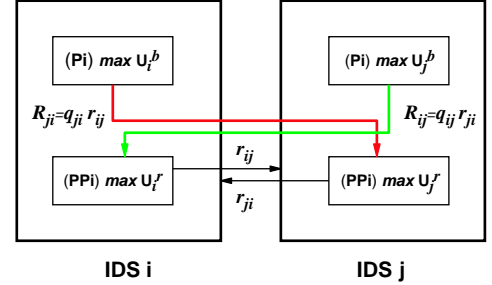 (Pi) max U_i^b
(Pi) max U_j^b
R_ji=q_ji r_ij
R_ij=q_ij r_ji
r_ij
(PPi) max U_i^r
(PPi) max U_j^r
r_ji
IDS i
IDS j